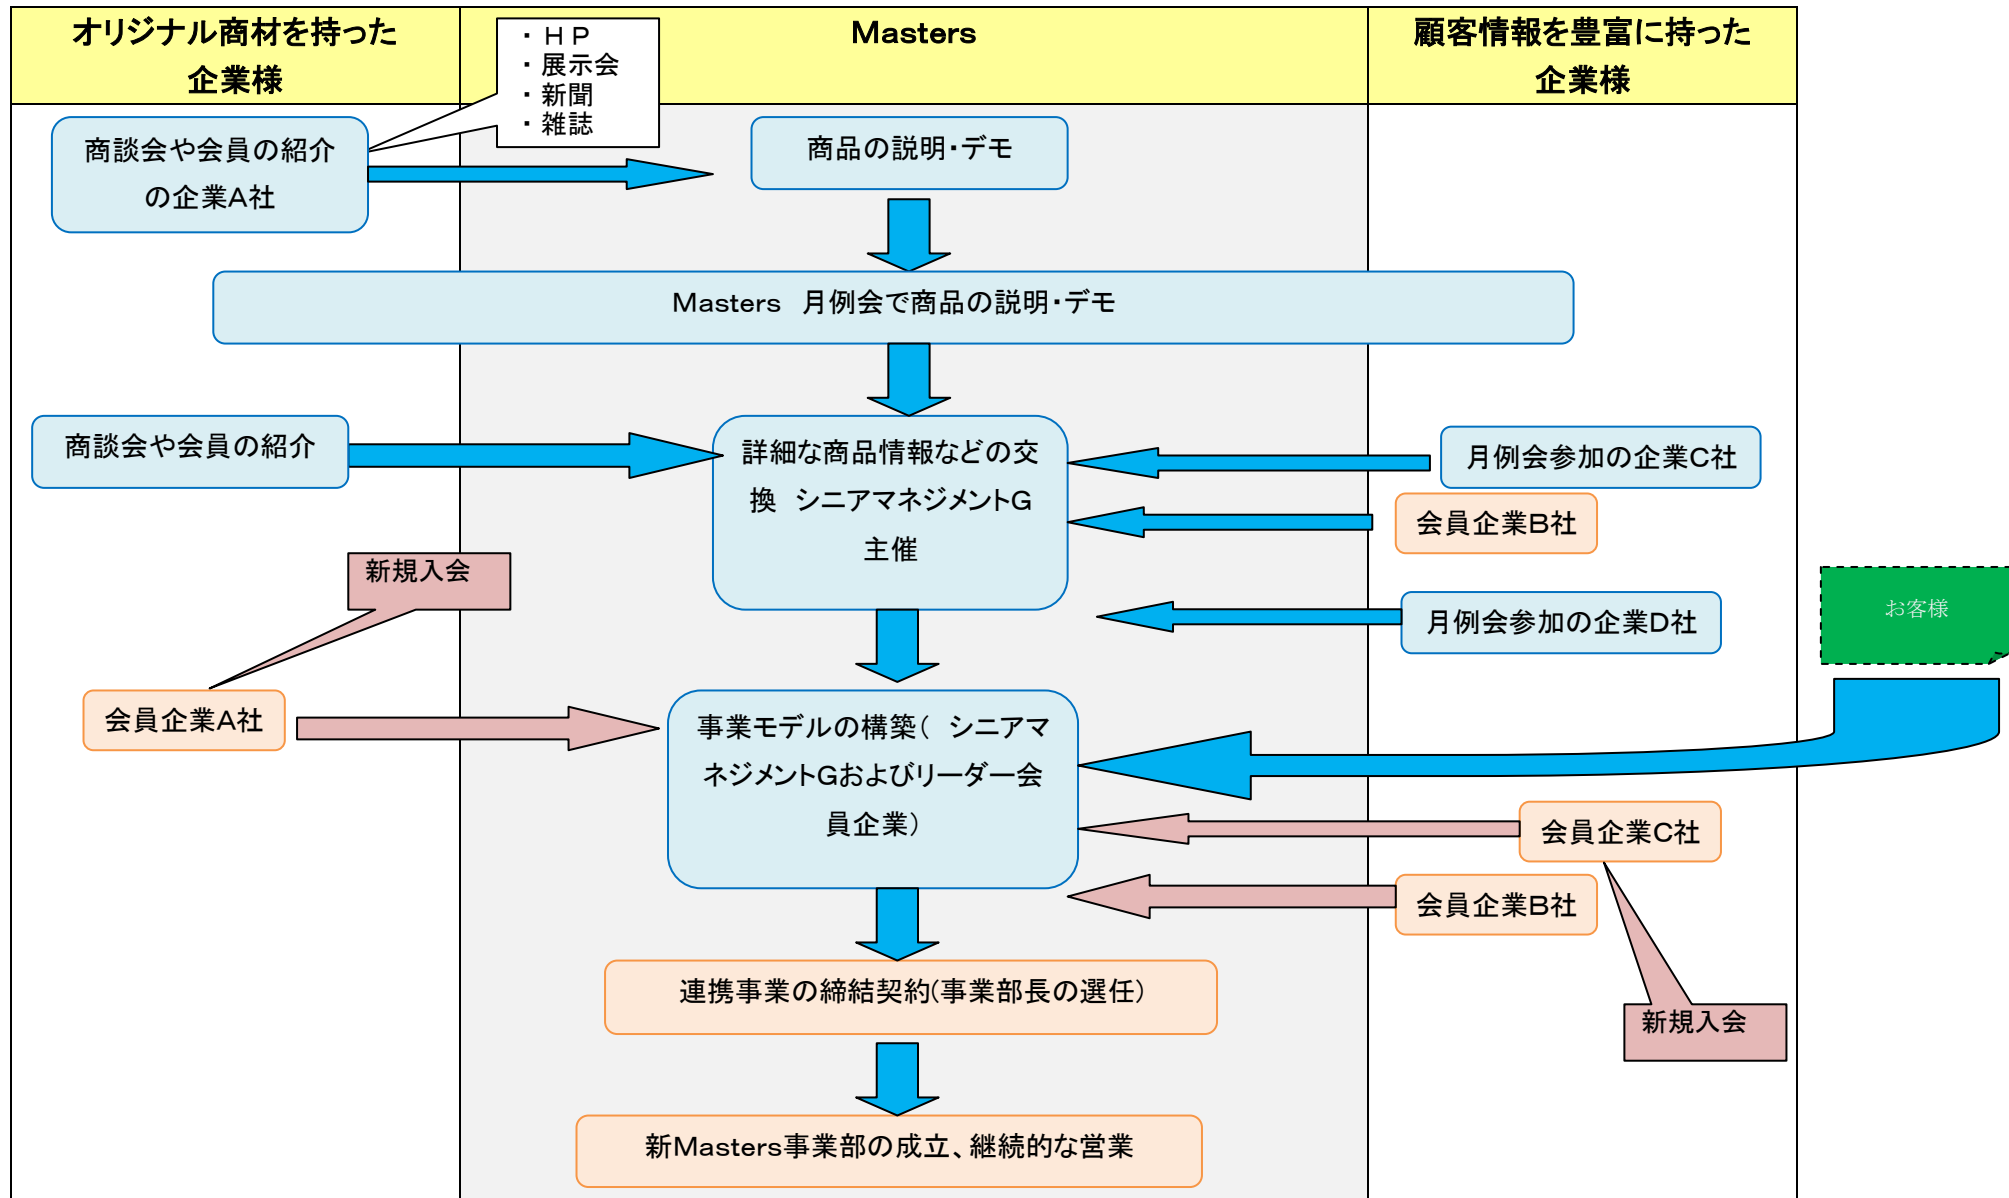 オリジナル商材を持った
企業様
Masters
顧客情報を豊富に持った
企業様
・ＨＰ
・展示会
・新聞
・雑誌
商談会や会員の紹介
の企業A社
商品の説明・デモ
Masters　月例会で商品の説明・デモ
商談会や会員の紹介
詳細な商品情報などの交
換　シニアマネジメントG
主催
月例会参加の企業C社
会員企業B社
新規入会
月例会参加の企業D社
お客様
会員企業A社
事業モデルの構築(　シニアマ
ネジメントGおよびリーダー会
員企業)
会員企業C社
会員企業B社
連携事業の締結契約(事業部長の選任)
新規入会
新Masters事業部の成立、継続的な営業